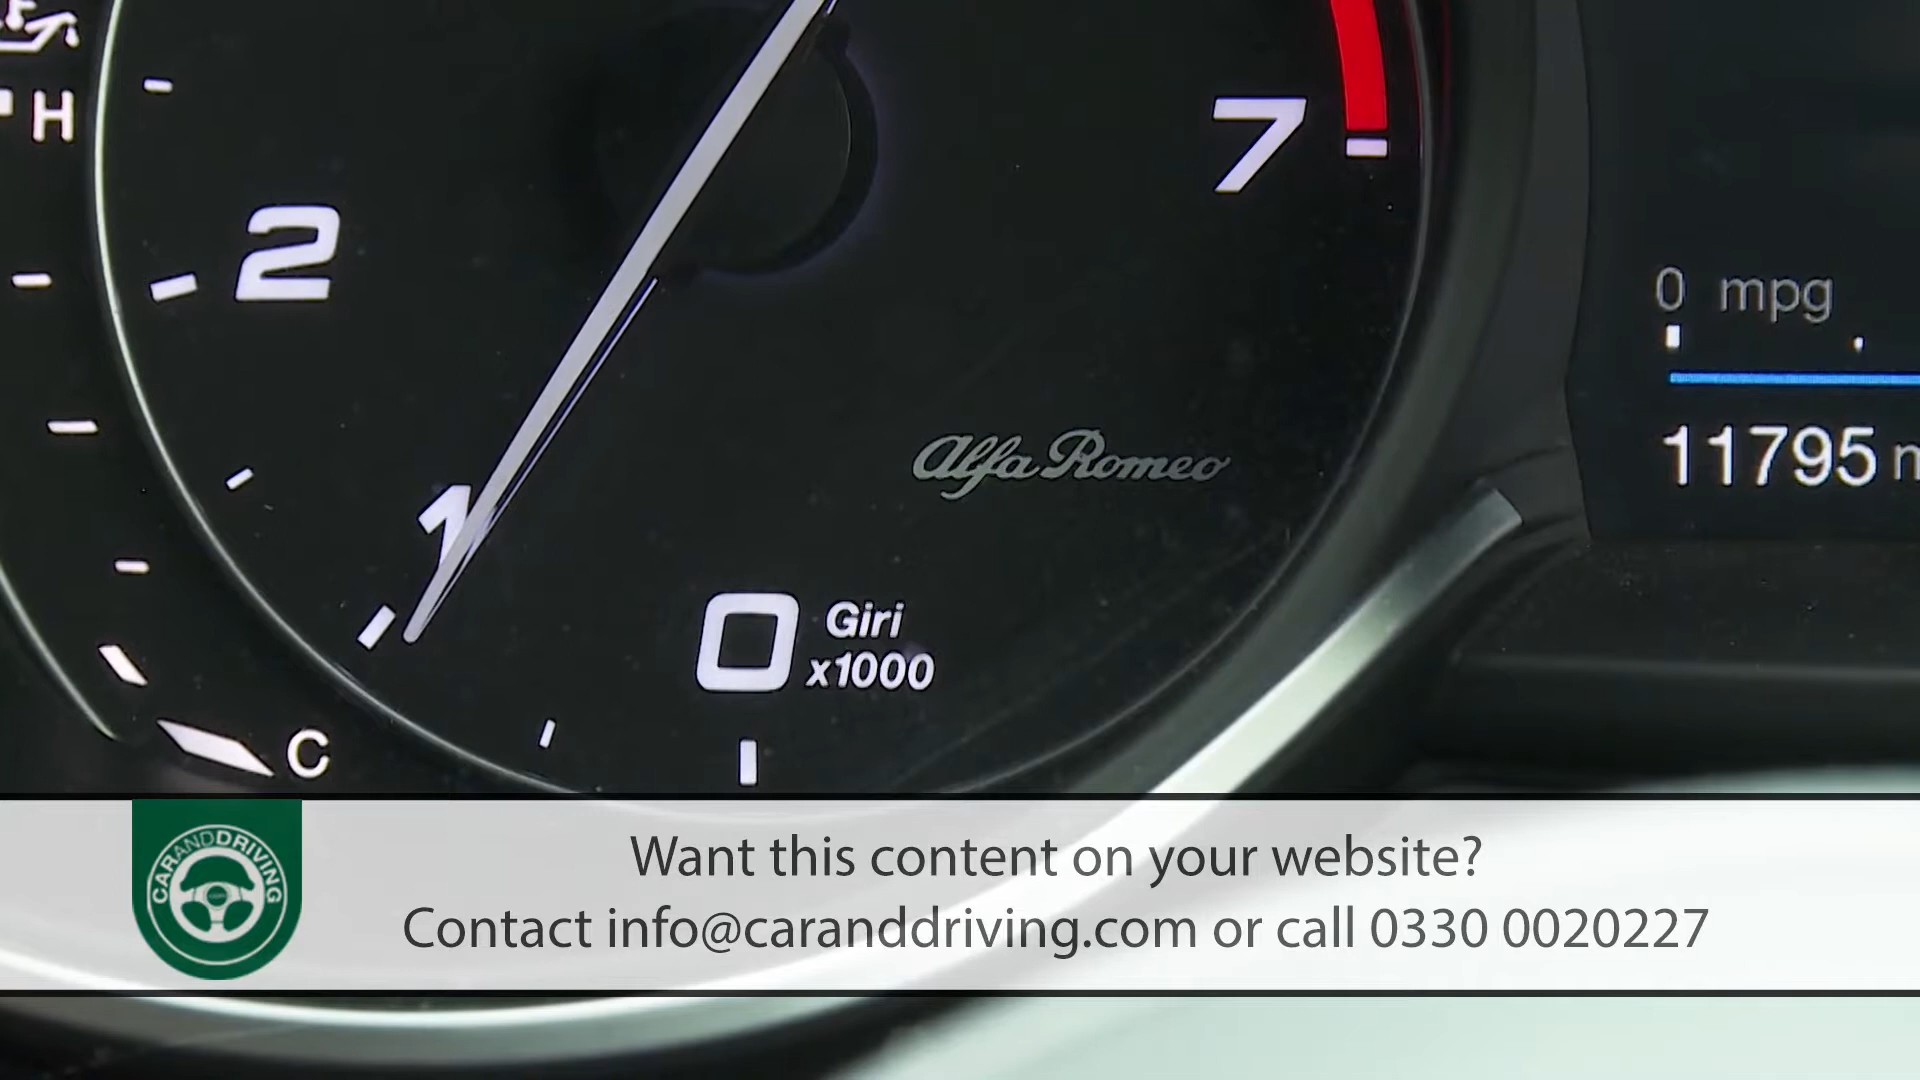 H
2
7
0 mpg
11795
1
Alfa Romeo
0 Giri
x1000
C
CARANDDRIVING
Want this content on your website?
Contact info@caranddriving.com or call 0330 0020227